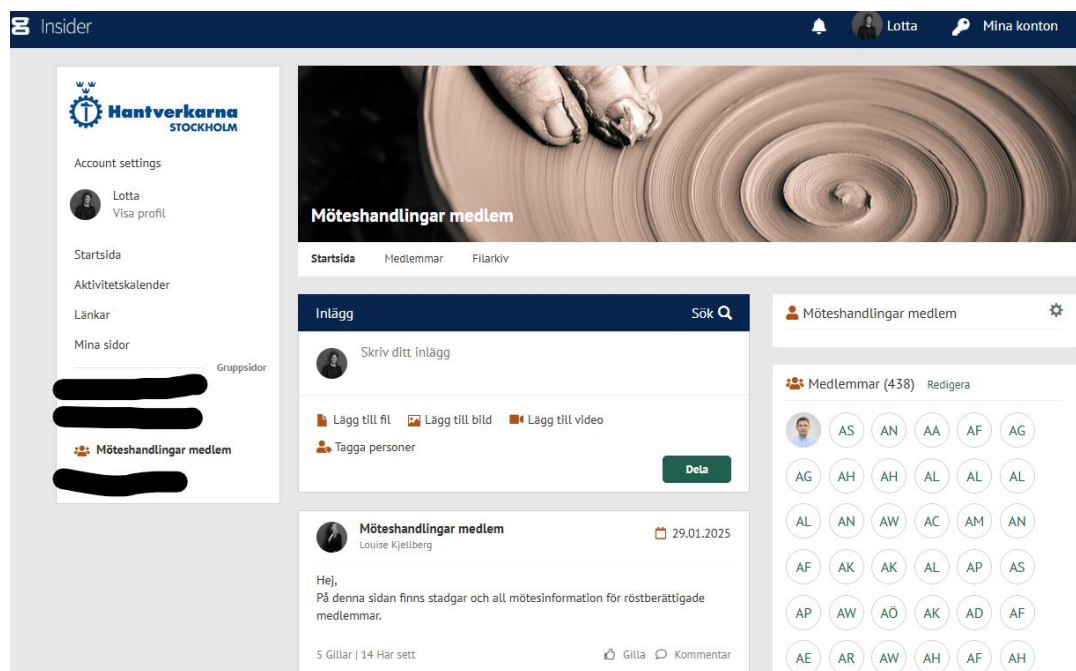 Insider
Lotta
Mina konton
Hantverkarna
STOCKHOLM
Account settings
Lotta
Visa profil
Startsida
Aktivitetskalender
Länkar
Mina sidor
Gruppsidor
Möteshandlingar medlem
Möteshandlingar medlem
Startsida Medlemmar Filarkiv
Inlägg Sök
Skriv ditt inlägg
Lägg till fil Lägg till bild Lägg till video
Tagga personer
Dela
Möteshandlingar medlem
Louise Kjellberg
29.01.2025
Hej,
På denna sidan finns stadgar och all mötesinformation för röstberättigade
medlemmar.
5 Gillar | 14 Har sett Gilla Kommentar
Möteshandlingar medlem
Medlemmar (438) Redigera
AS AN AA AF AG
AG AH AH AL AL AL
AL AN AW AC AM AN
AF AK AK AL AP AS
AP AW AÖ AK AD AF
AE AR AW AH AF AH